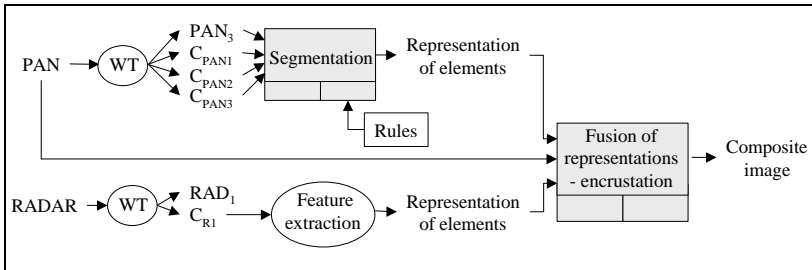 PAN
WT
PAN3
CPAN1
CPAN2
CPAN3
Segmentation
Rules
Representation
of elements
RADAR
WT
RAD1
CR1
Feature
extraction
Representation
of elements
Fusion of
representations
- encrustation
Composite
image